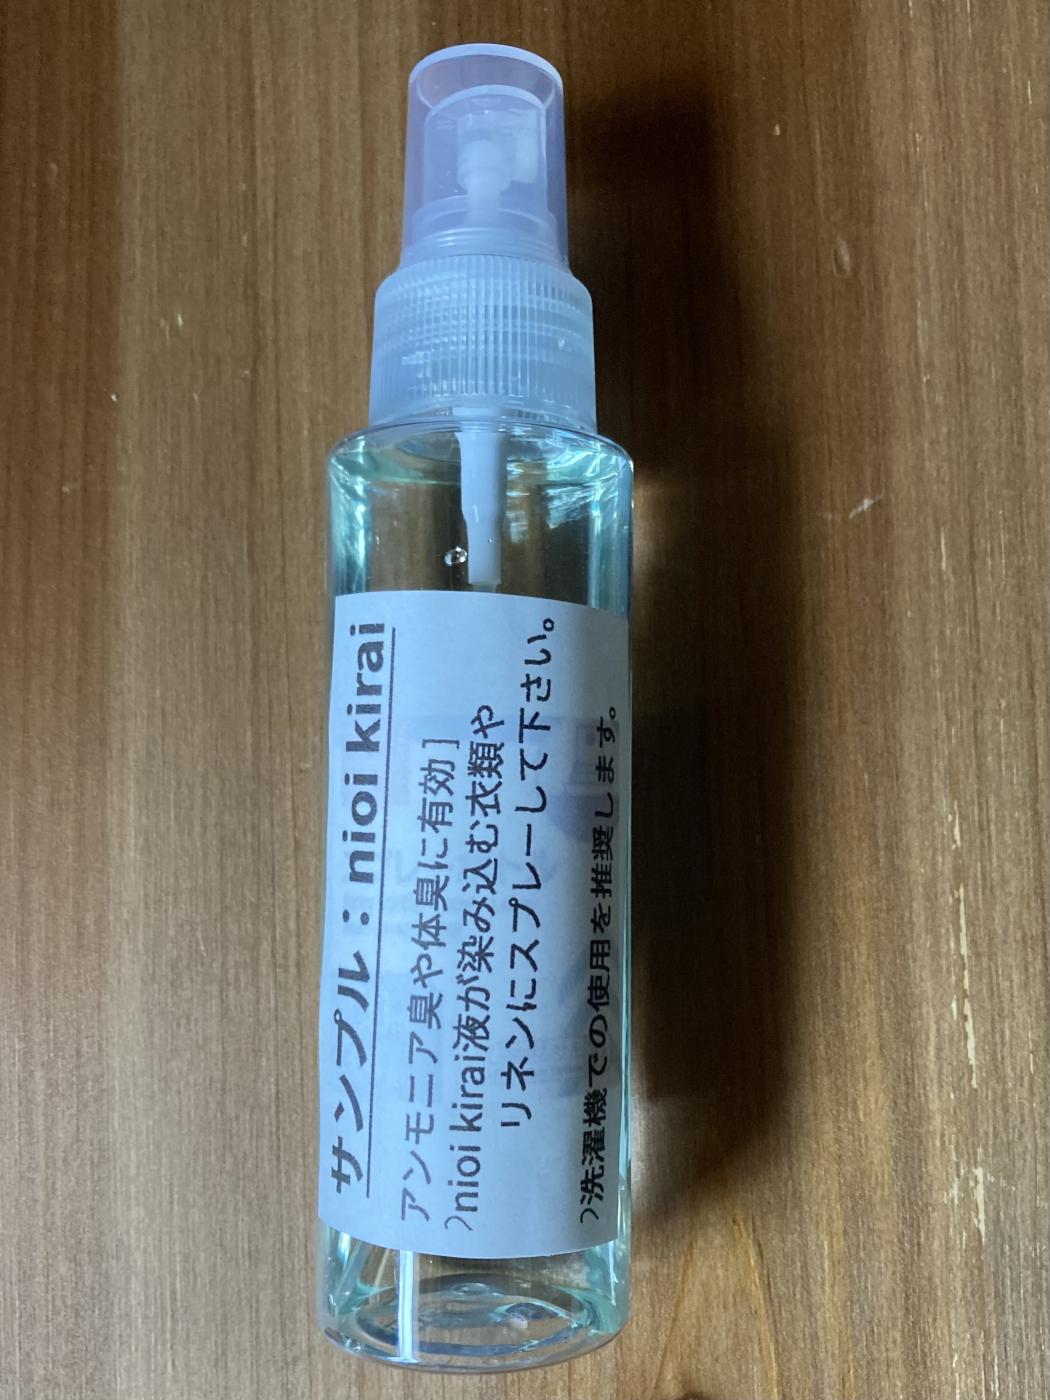 サンプル：nioi kirai
アンモニア臭や体臭に有効］
）nioi kirai液が染み込む衣類や
リネンにスプレーして下さい。
）洗濯機での使用を推奨します。